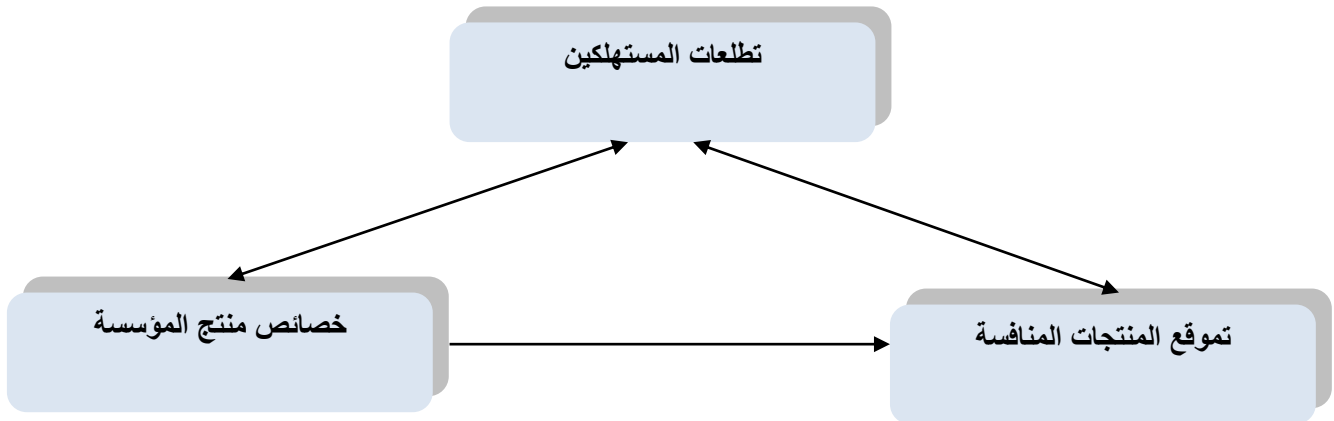 تطلعات المستهلكين
خصائص منتج المؤسسة
تموقع المنتجات المنافسة